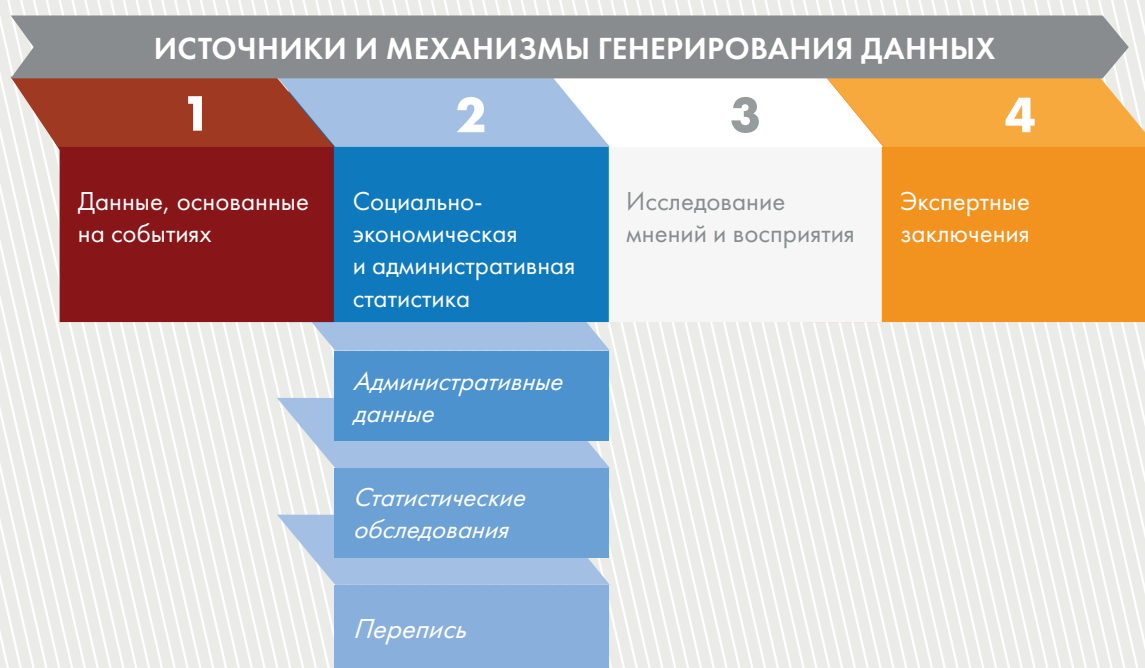 ИСТОЧНИКИ И МЕХАНИЗМЫ ГЕНЕРИРОВАНИЯ ДАННЫХ
1
Данные, основанные
на событиях
2
Социально-
экономическая
и административная
статистика
Административные
данные
Статистические
обследования
Перепись
3
Исследование
мнений и восприятия
4
Экспертные
заключения